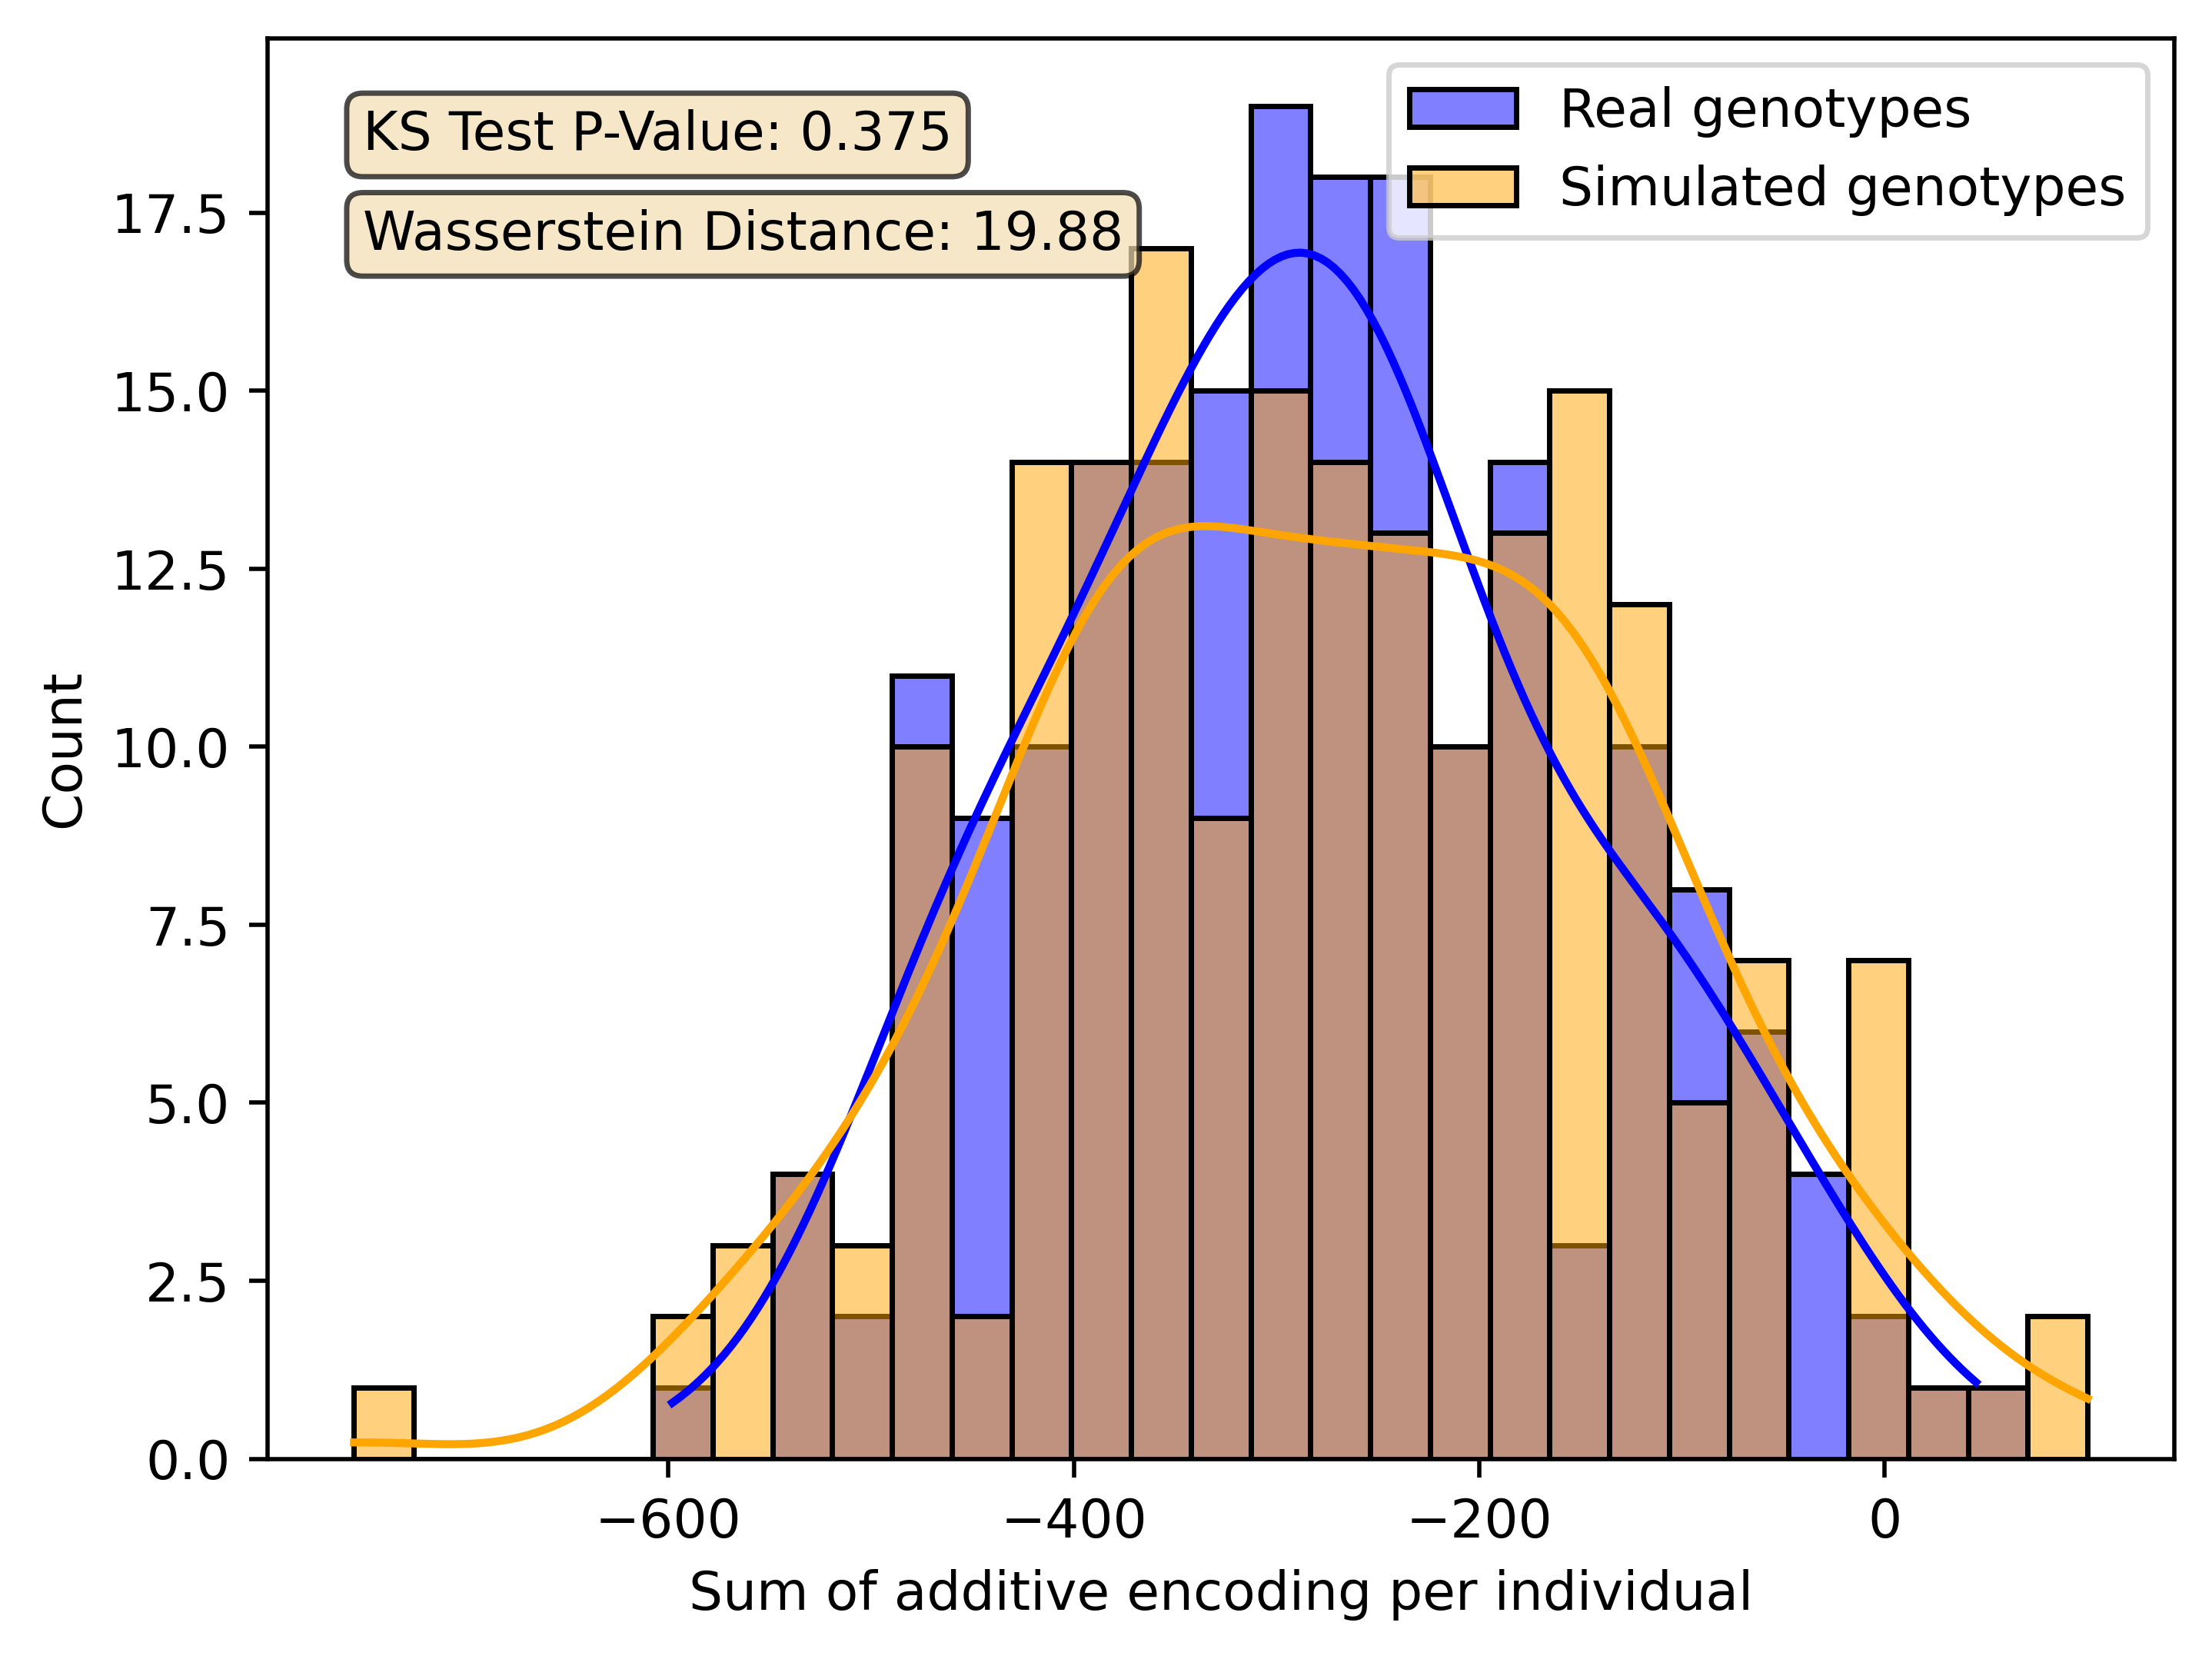 KS Test P-Value: 0.375
Wasserstein Distance: 19.88
Real genotypes
Simulated genotypes
Count
17.5
15.0
12.5
10.0
7.5
5.0
2.5
0.0
−600
−400
−200
0
Sum of additive encoding per individual